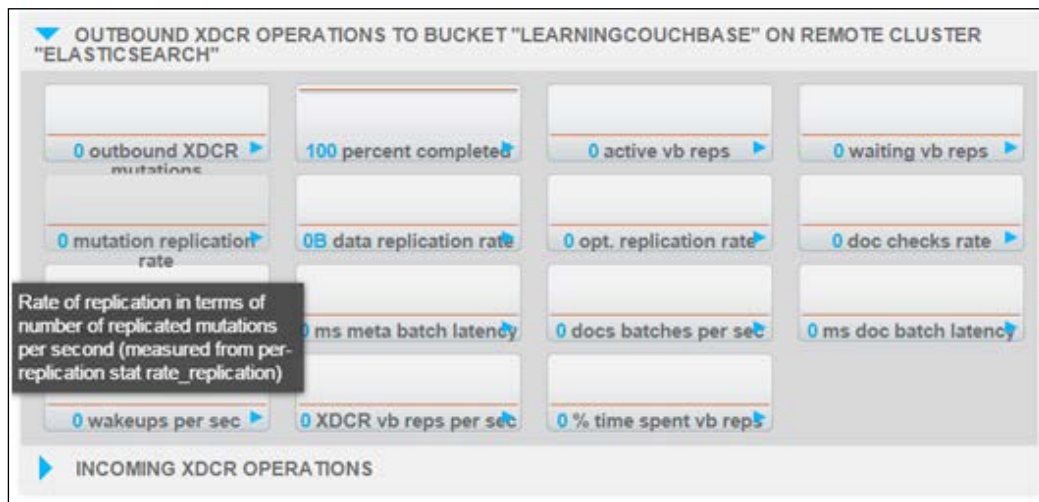 OUTBOUND XDCR OPERATIONS TO BUCKET "LEARNINGCOUCHBASE" ON REMOTE CLUSTER
"ELASTICSEARCH"
0 outbound XDCR
mutations
100 percent completed
0 active vb reps
0 waiting vb reps
0 mutation replication
rate
0B data replication rate
0 opt. replication rate
0 doc checks rate
Rate of replication in terms of
number of replicated mutations
per second (measured from per-
replication stat rate_replication)
0 ms meta batch latency
0 docs batches per sec
0 ms doc batch latency
0 wakeups per sec
0 XDCR vb reps per sec
0 % time spent vb reps
INCOMING XDCR OPERATIONS